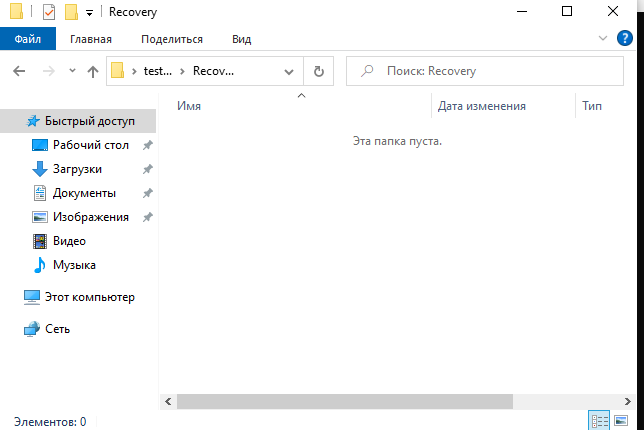 Recovery
Файл Главная Поделиться Вид
test... Recov... Поиск: Recovery
Имя Дата изменения Тип
Эта папка пуста.
Быстрый доступ
Рабочий стол
Загрузки
Документы
Изображения
Видео
Музыка
Этот компьютер
Сеть
Элементов: 0